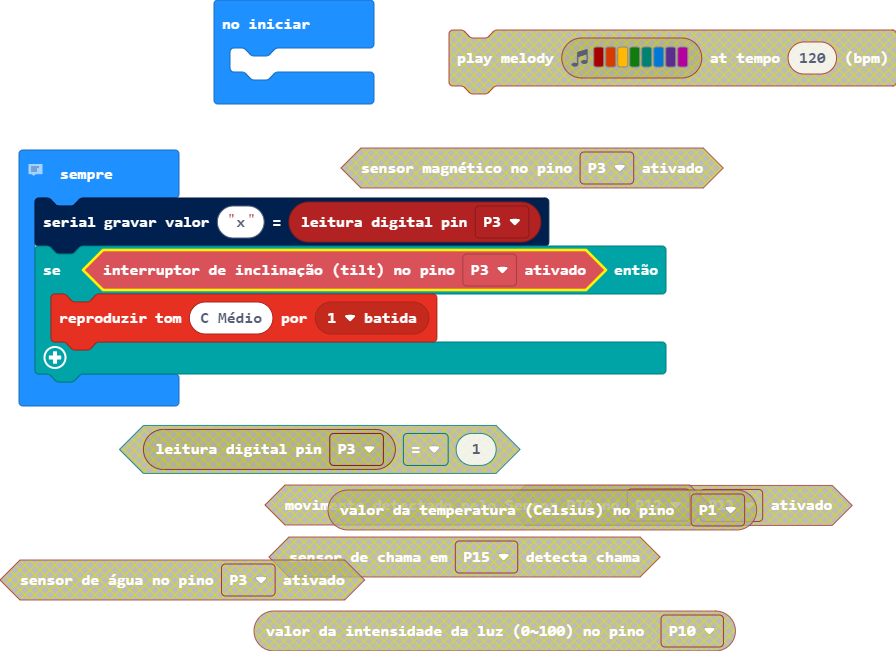 no iniciar
play melody at tempo 120 (bpm)
sensor magnético no pino P3 ativado
sempre
serial gravar valor "x" = leitura digital pin P3
se interruptor de inclinação (tilt) no pino P3 ativado então
reproduzir tom C Médio por 1 batida
leitura digital pin P3 = 1
valor da temperatura (Celsius) no pino P1 ativado
sensor de chama em P15 detecta chama
sensor de água no pino P3 ativado
valor da intensidade da luz (0~100) no pino P10